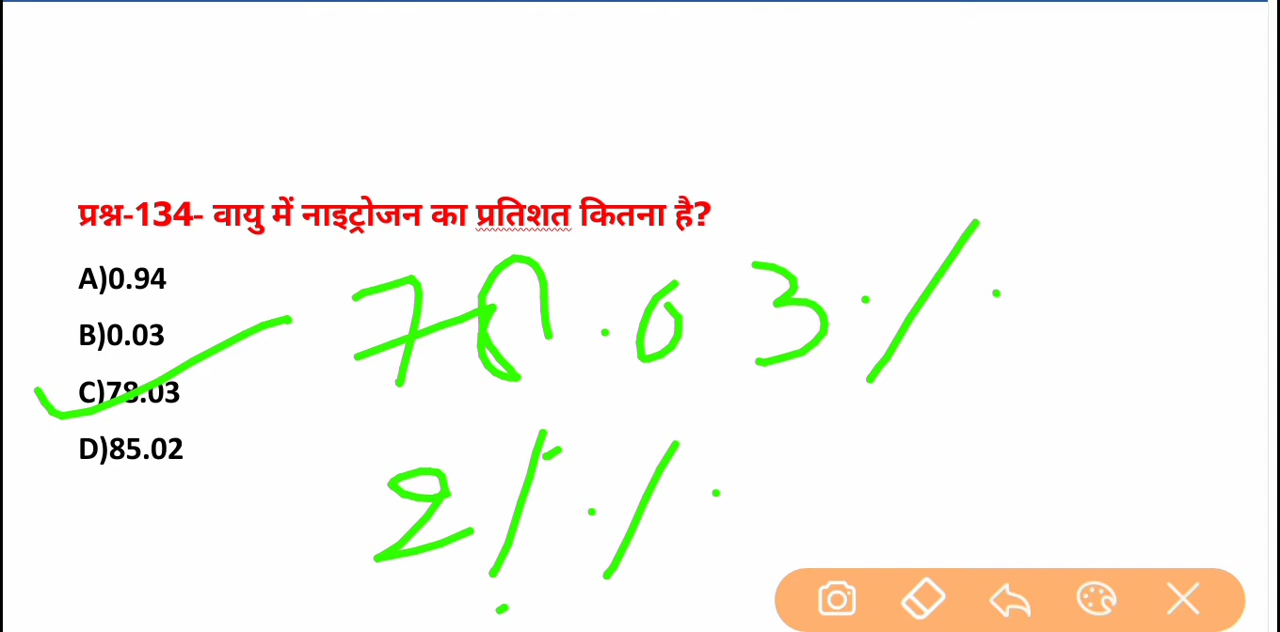 प्रश्न-134- वायु में नाइट्रोजन का प्रतिशत कितना है?
A)0.94
B)0.03
C)78.03
D)85.02
78.03%
21%